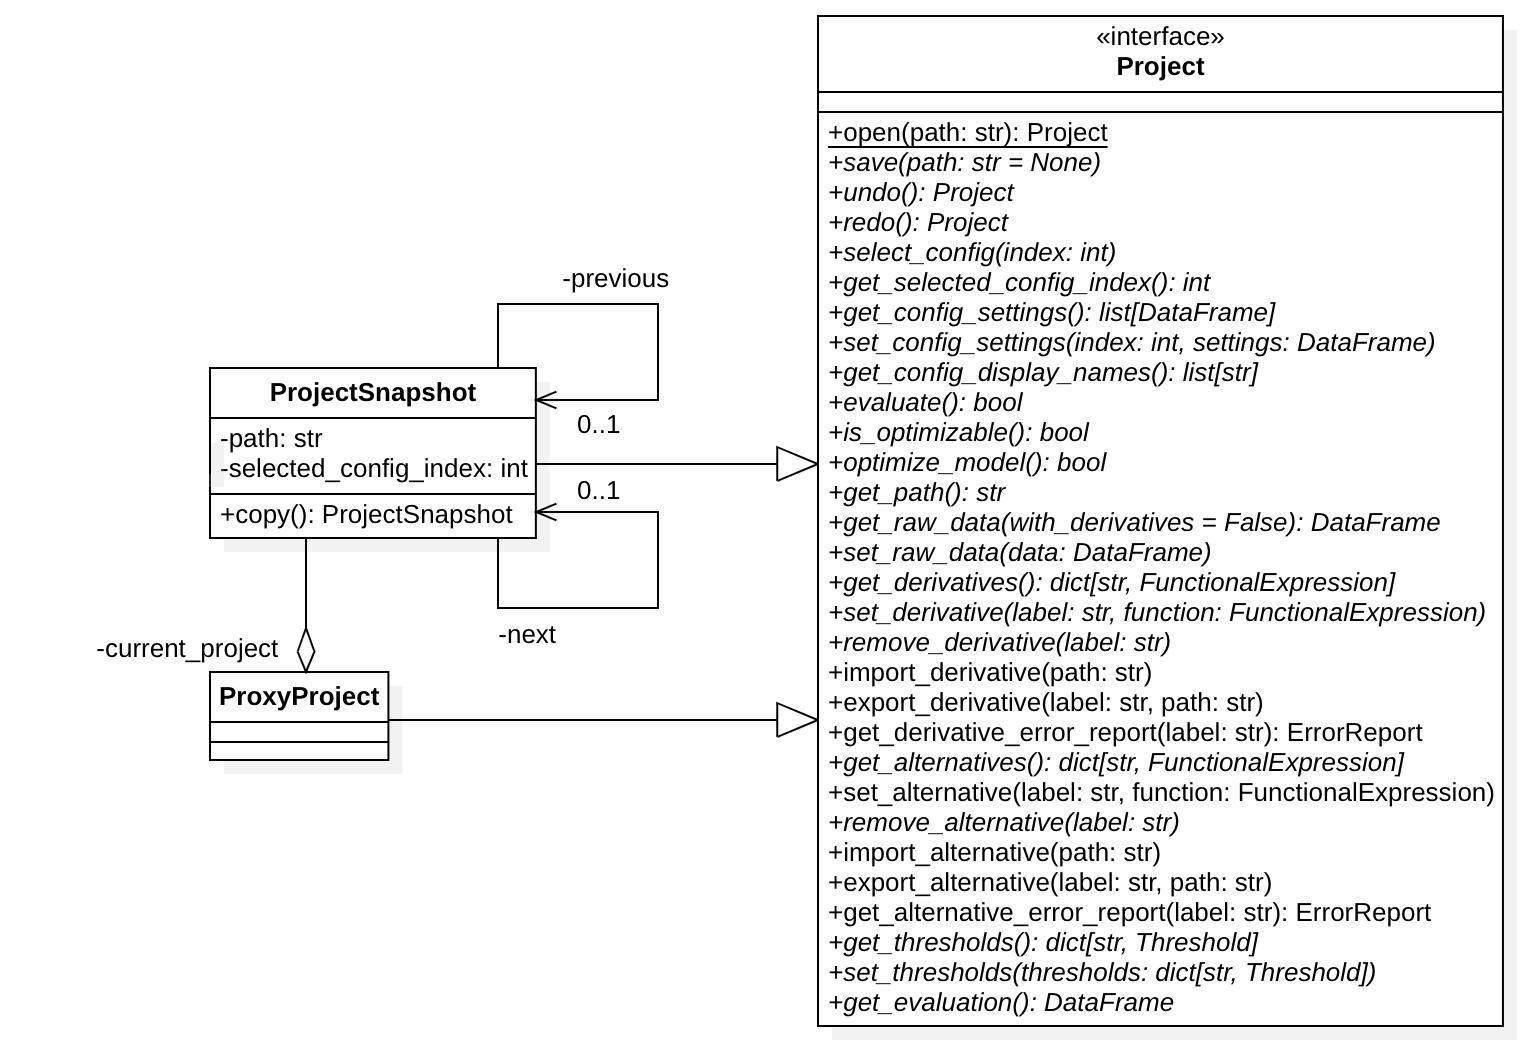 «interface»
Project
+open(path: str): Project
+save(path: str = None)
+undo(): Project
+redo(): Project
+select_config(index: int)
+get_selected_config_index(): int
+get_config_settings(): list[DataFrame]
+set_config_settings(index: int, settings: DataFrame)
+get_config_display_names(): list[str]
+evaluate(): bool
+is_optimizable(): bool
+optimize_model(): bool
+get_path(): str
+get_raw_data(with_derivatives = False): DataFrame
+set_raw_data(data: DataFrame)
+get_derivatives(): dict[str, FunctionalExpression]
+set_derivative(label: str, function: FunctionalExpression)
+remove_derivative(label: str)
+import_derivative(path: str)
+export_derivative(label: str, path: str)
+get_derivative_error_report(label: str): ErrorReport
+get_alternatives(): dict[str, FunctionalExpression]
+set_alternative(label: str, function: FunctionalExpression)
+remove_alternative(label: str)
+import_alternative(path: str)
+export_alternative(label: str, path: str)
+get_alternative_error_report(label: str): ErrorReport
+get_thresholds(): dict[str, Threshold]
+set_thresholds(thresholds: dict[str, Threshold])
+get_evaluation(): DataFrame
-previous
0..1
ProjectSnapshot
-path: str
-selected_config_index: int
+copy(): ProjectSnapshot
0..1
-next
-current_project
ProxyProject